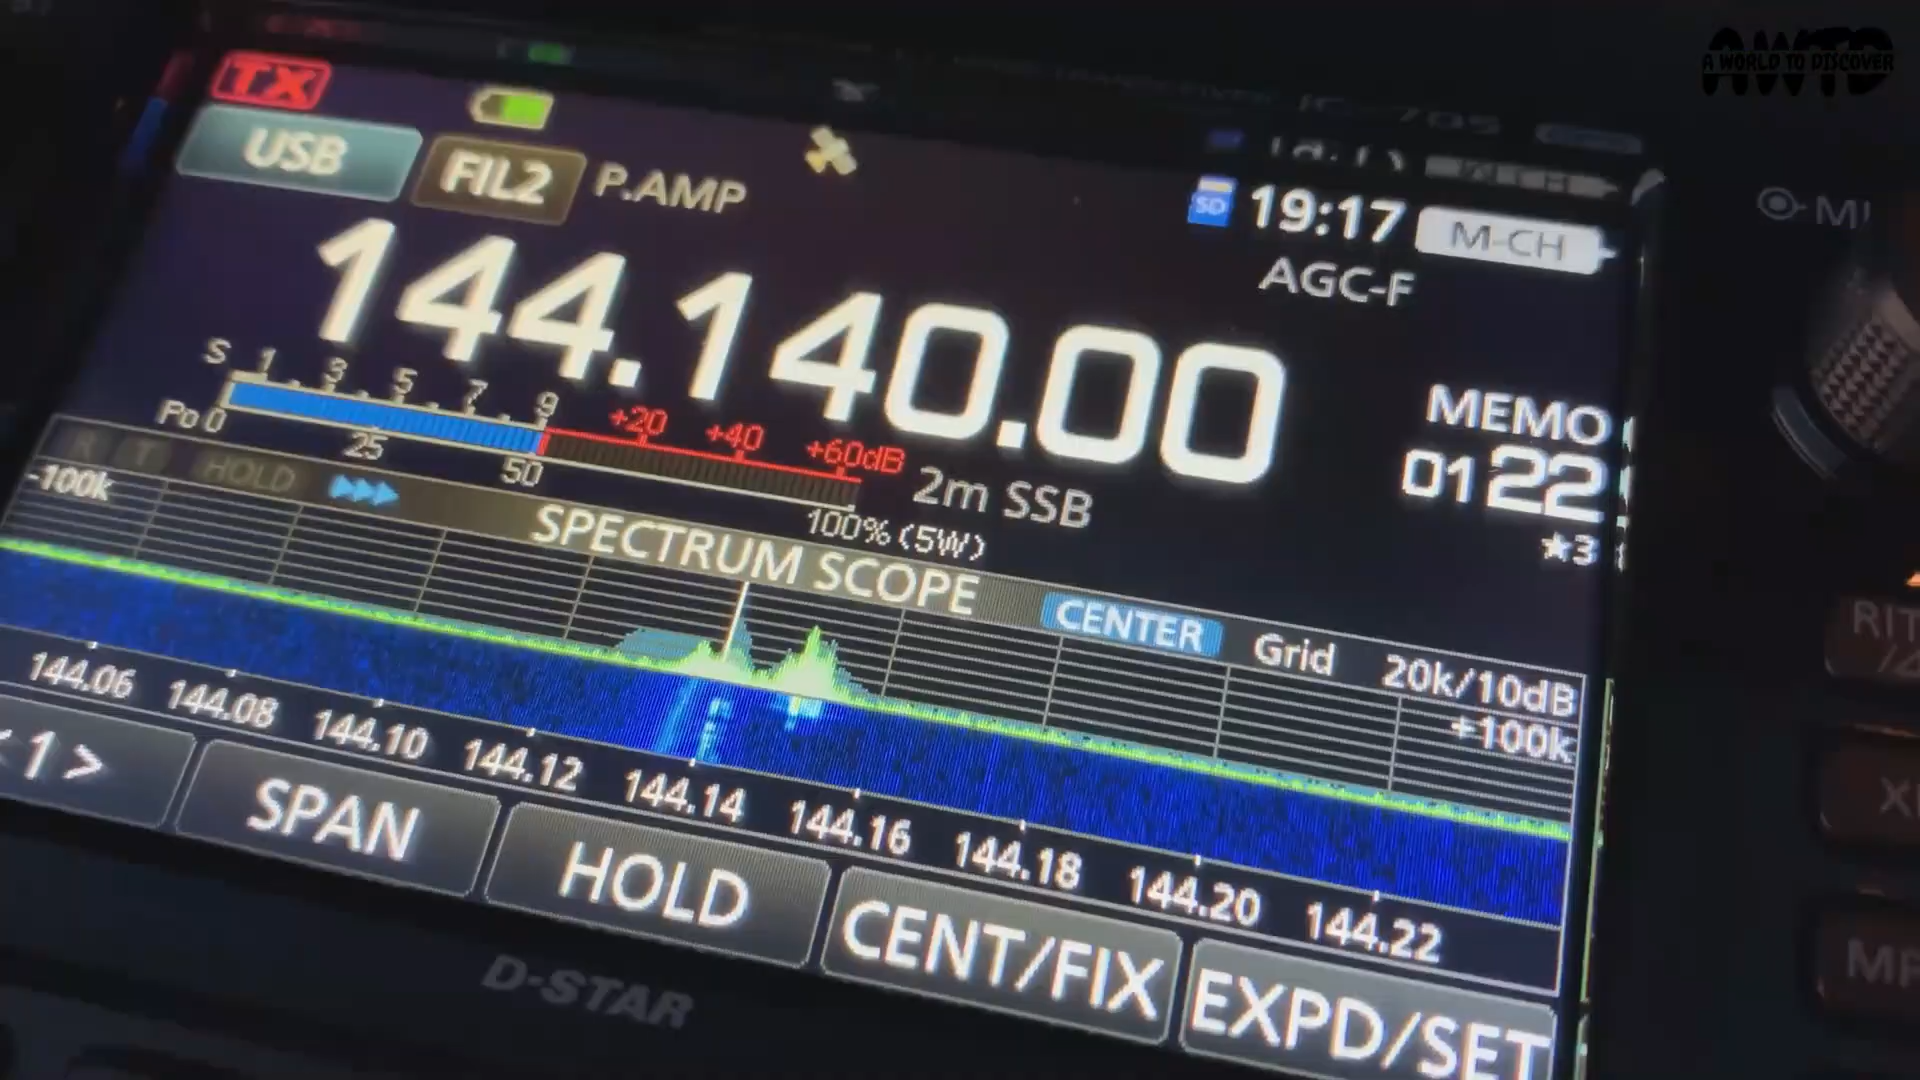 AWTD
A WORLD TO DISCOVER
TX
USB FIL2 P.AMP
SD 19:17 M-CH
AGC-F
144.140.00
S 1 3 5 7 9 +20 +40 +60dB
Po 0 25 50 100% (5W)
2m SSB
MEMO
01 22
★3
R T HOLD
SPECTRUM SCOPE
-100k
CENTER Grid 20k/10dB
+100k
144.06 144.08 144.10 144.12 144.14 144.16 144.18 144.20 144.22
< 1 > SPAN HOLD CENT/FIX EXPD/SET
D-STAR
RIT